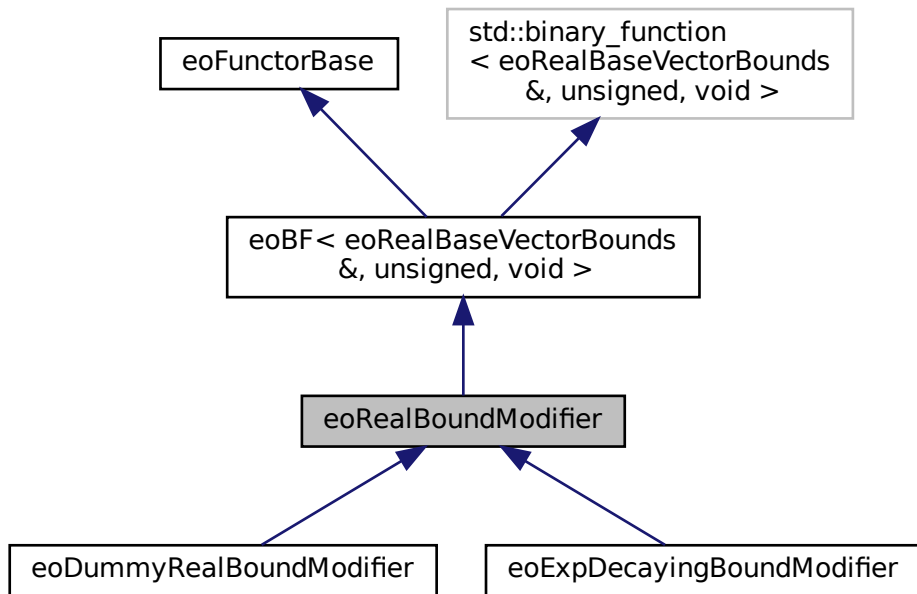 std::binary_function
< eoRealBaseVectorBounds
&, unsigned, void >
eoFunctorBase
eoBF< eoRealBaseVectorBounds
&, unsigned, void >
eoRealBoundModifier
eoDummyRealBoundModifier
eoExpDecayingBoundModifier